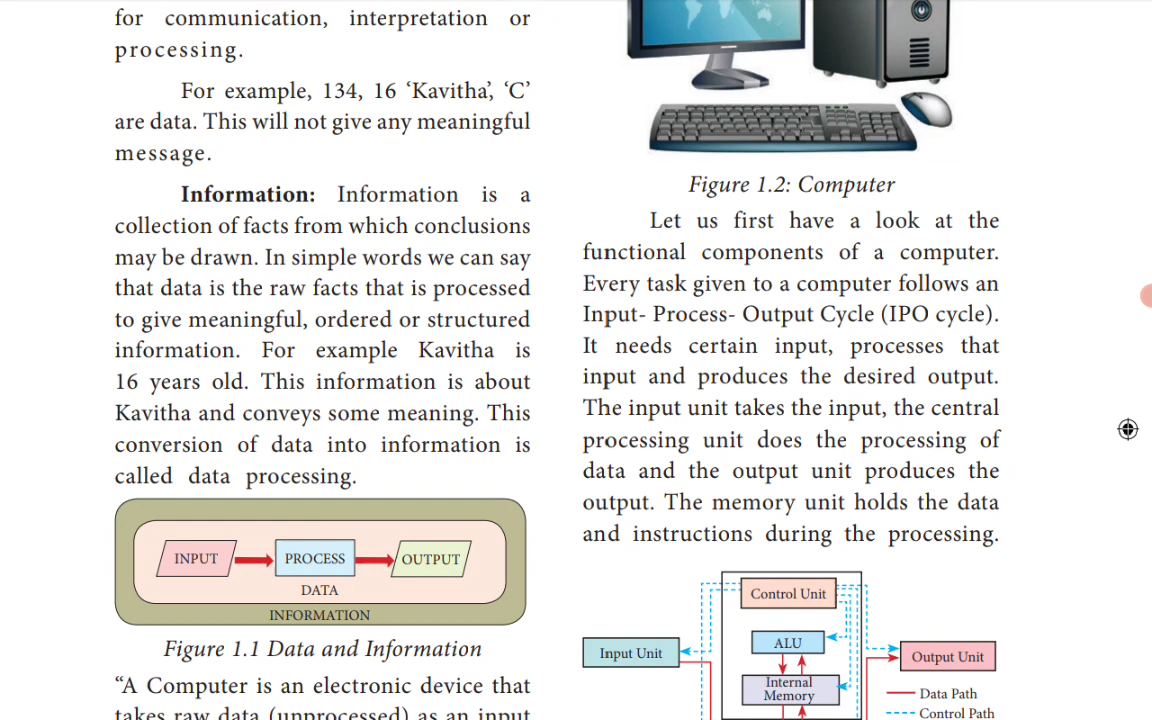 for communication, interpretation or
processing.
For example, 134, 16 ‘Kavitha’, ‘C’
are data. This will not give any meaningful
message.
Information: Information is a
collection of facts from which conclusions
may be drawn. In simple words we can say
that data is the raw facts that is processed
to give meaningful, ordered or structured
information. For example Kavitha is
16 years old. This information is about
Kavitha and conveys some meaning. This
conversion of data into information is
called data processing.
INPUT PROCESS OUTPUT
DATA
INFORMATION
Figure 1.1 Data and Information
“A Computer is an electronic device that
takes raw data (unprocessed) as an input
Figure 1.2: Computer
Let us first have a look at the
functional components of a computer.
Every task given to a computer follows an
Input- Process- Output Cycle (IPO cycle).
It needs certain input, processes that
input and produces the desired output.
The input unit takes the input, the central
processing unit does the processing of
data and the output unit produces the
output. The memory unit holds the data
and instructions during the processing.
Control Unit
ALU
Input Unit
Output Unit
Internal
Memory
Data Path
Control Path